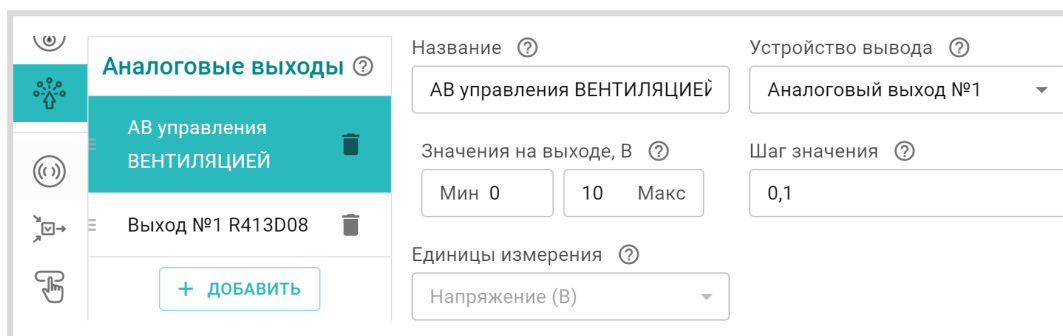 Аналоговые выходы
АВ управления
ВЕНТИЛЯЦИЕЙ
Выход №1 R413D08
+ ДОБАВИТЬ
Название
АВ управления ВЕНТИЛЯЦИЕЙ
Устройство вывода
Аналоговый выход №1
Значения на выходе, В
Мин 0 10 Макс
Шаг значения
0,1
Единицы измерения
Напряжение (В)